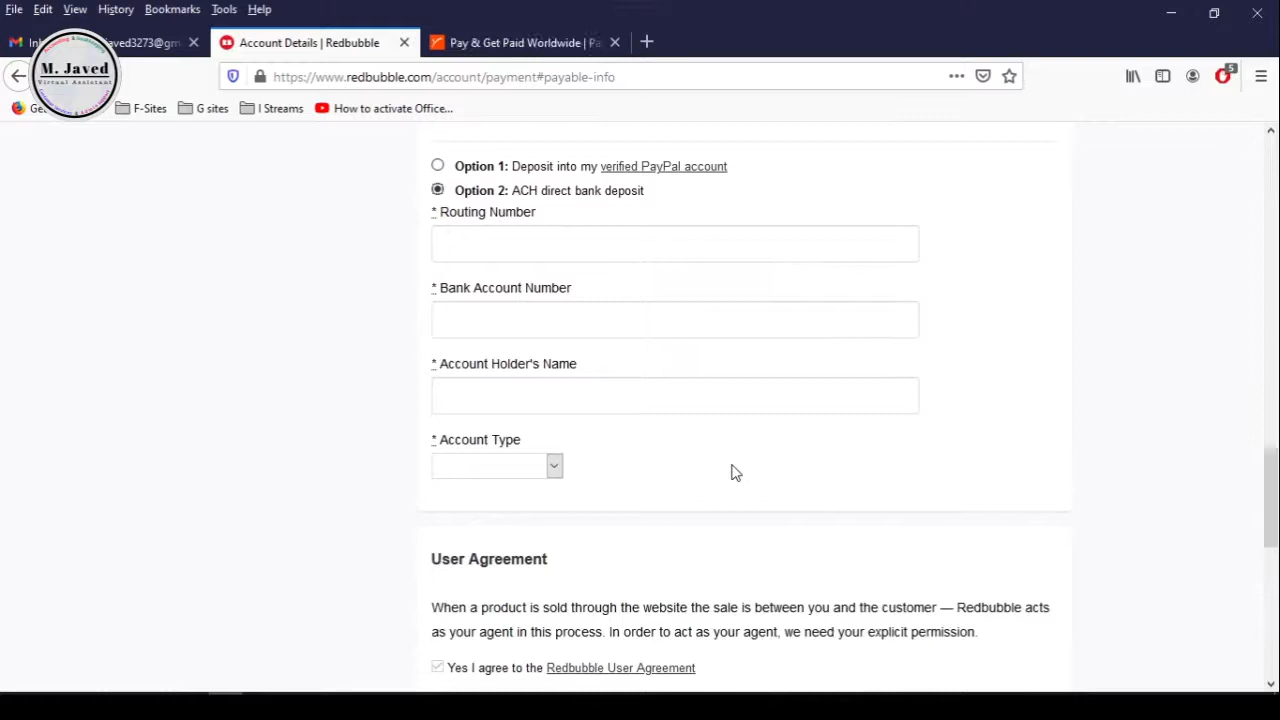 File Edit View History Bookmarks Tools Help
Account Details | Redbubble
Pay & Get Paid Worldwide |
M. Javed
Virtual Assistant
https://www.redbubble.com/account/payment#payable-info
5
F-Sites
G sites
I Streams
How to activate Office...
Option 1: Deposit into my verified PayPal account
Option 2: ACH direct bank deposit
* Routing Number
* Bank Account Number
* Account Holder's Name
* Account Type
User Agreement
When a product is sold through the website the sale is between you and the customer — Redbubble acts
as your agent in this process. In order to act as your agent, we need your explicit permission.
Yes I agree to the Redbubble User Agreement